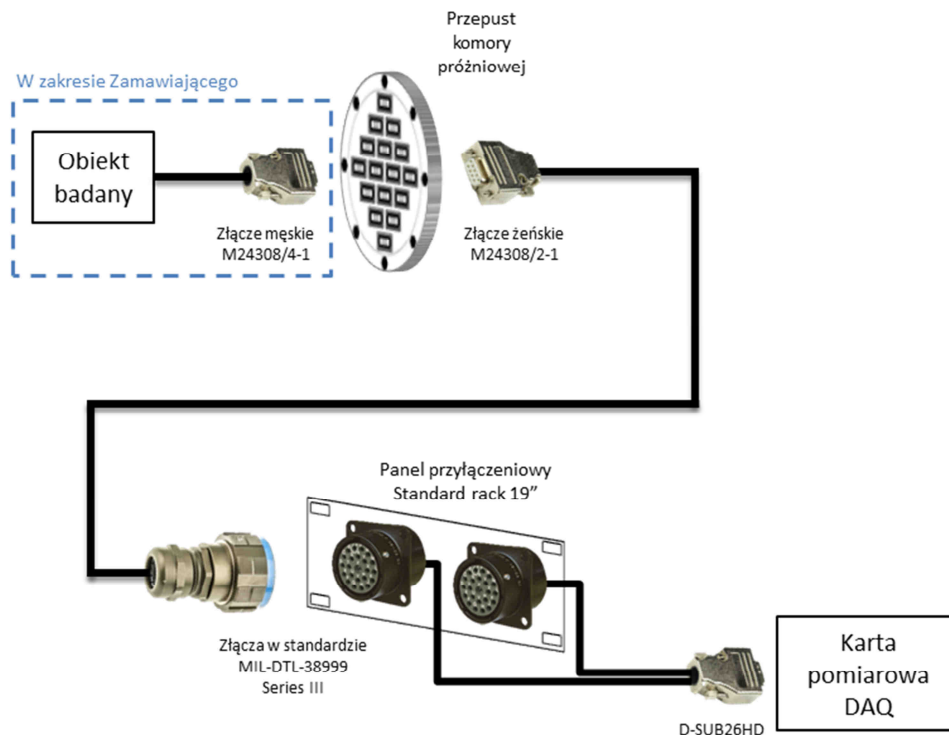 Przepust
komory
próżniowej
W zakresie Zamawiającego
Obiekt
badany
Złącze męskie
M24308/4-1
Złącze żeńskie
M24308/2-1
Panel przyłączeniowy
Standard rack 19”
Złącza w standardzie
MIL-DTL-38999
Series III
Karta
pomiarowa
DAQ
D-SUB26HD